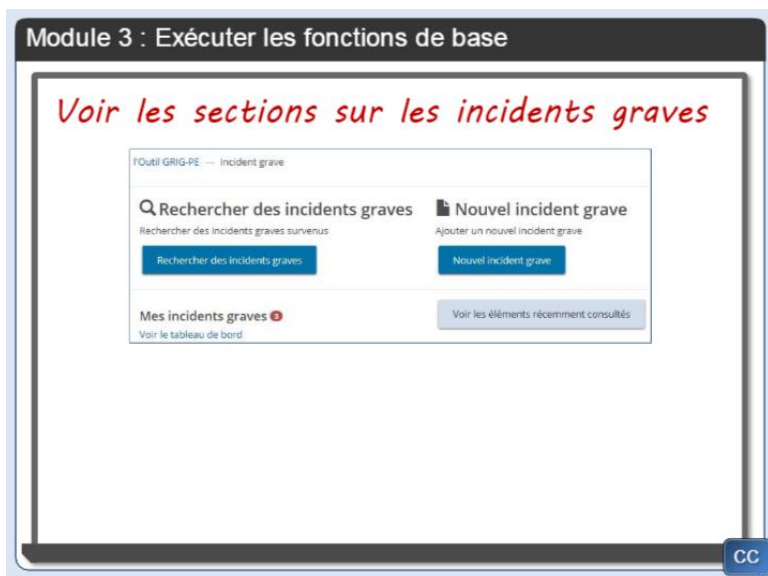 Module 3 : Exécuter les fonctions de base
Voir les sections sur les incidents graves
l'Outil GRIG-PE — Incident grave
Rechercher des incidents graves
Rechercher des incidents graves survenus
Rechercher des incidents graves
Nouvel incident grave
Ajouter un nouvel incident grave
Nouvel incident grave
Mes incidents graves 3
Voir le tableau de bord
Voir les éléments récemment consultés
CC